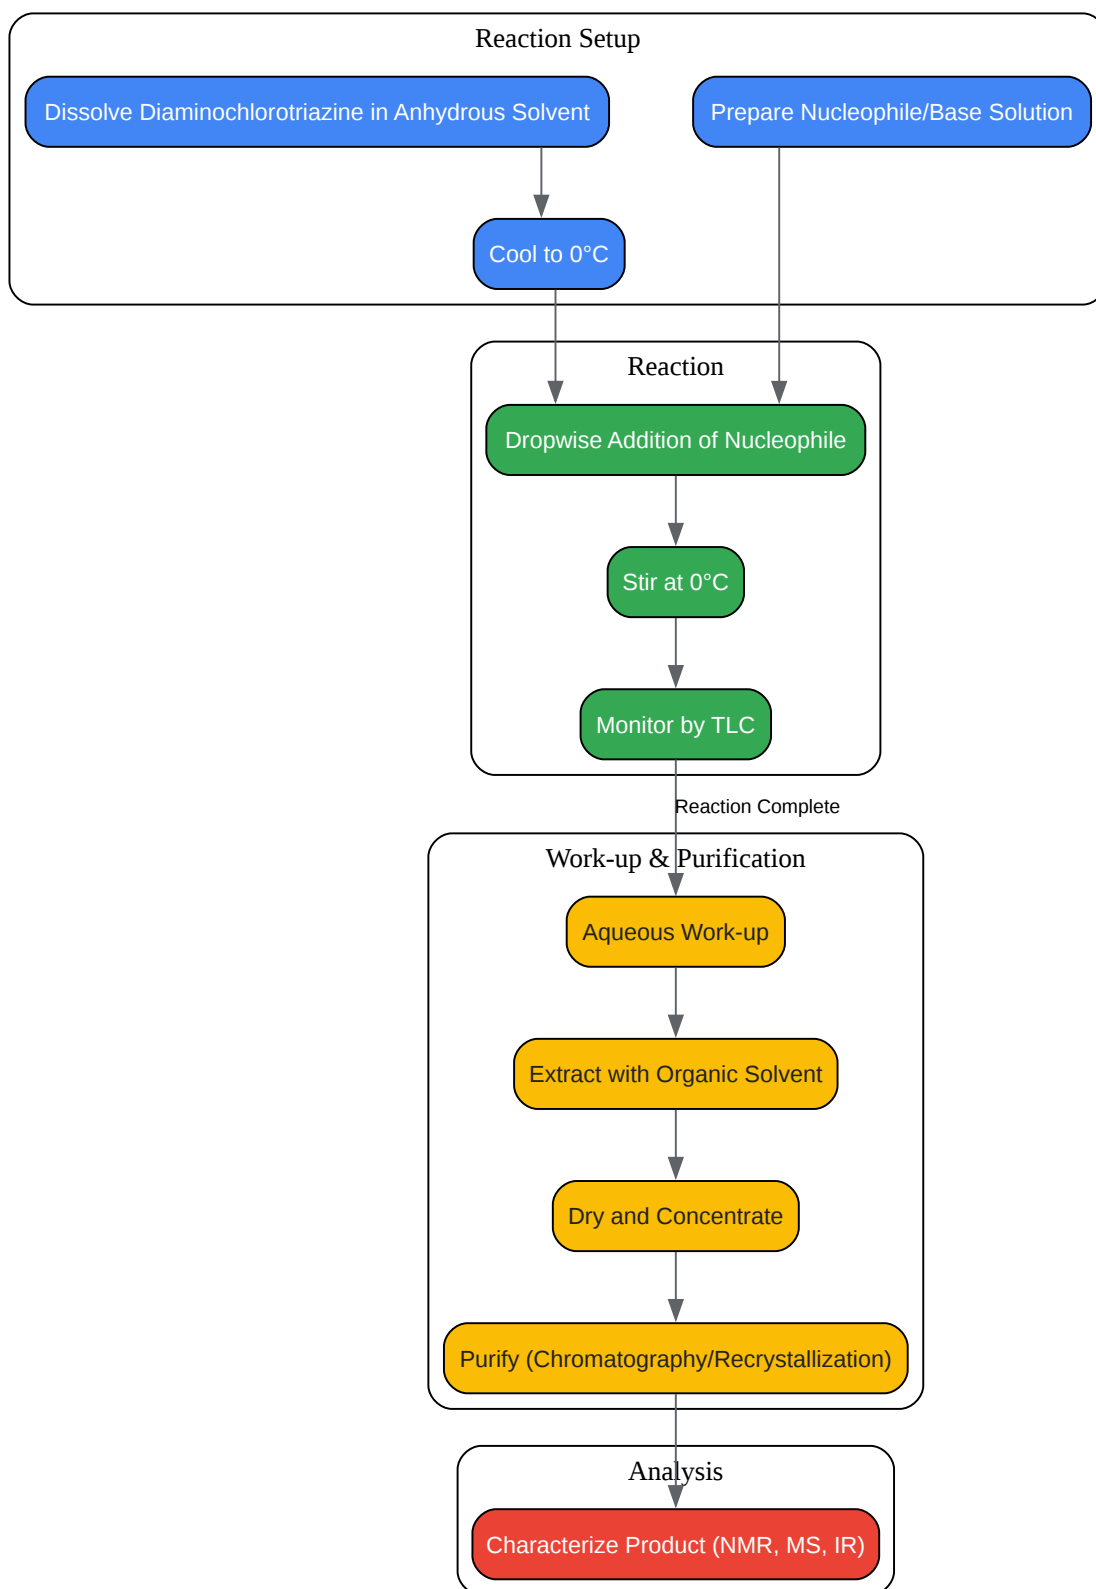 Reaction Setup
Dissolve Diaminochlorotriazine in Anhydrous Solvent
Prepare Nucleophile/Base Solution
Cool to 0°C
Reaction
Dropwise Addition of Nucleophile
Stir at 0°C
Monitor by TLC
Reaction Complete
Work-up & Purification
Aqueous Work-up
Extract with Organic Solvent
Dry and Concentrate
Purify (Chromatography/Recrystallization)
Analysis
Characterize Product (NMR, MS, IR)